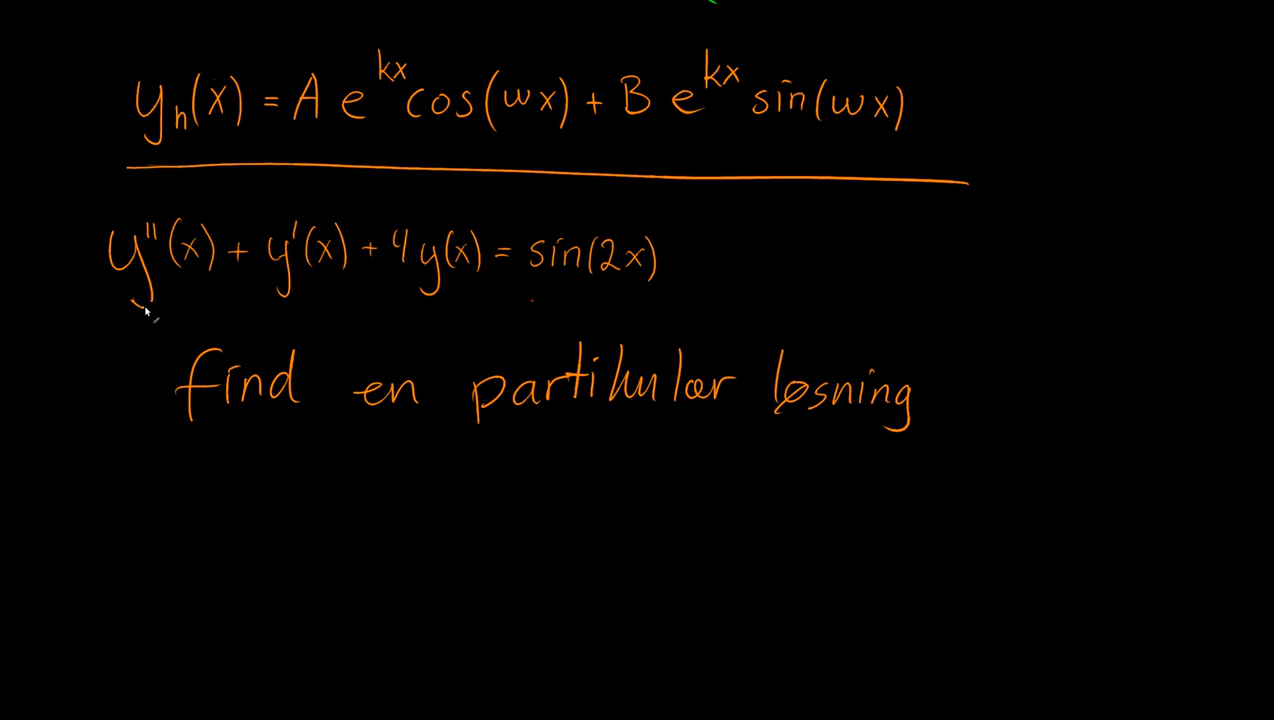 y_h(x) = A e^{kx} cos(wx) + B e^{kx} sin(wx)
y''(x) + y'(x) + 4y(x) = sin(2x)
find en partikulær løsning